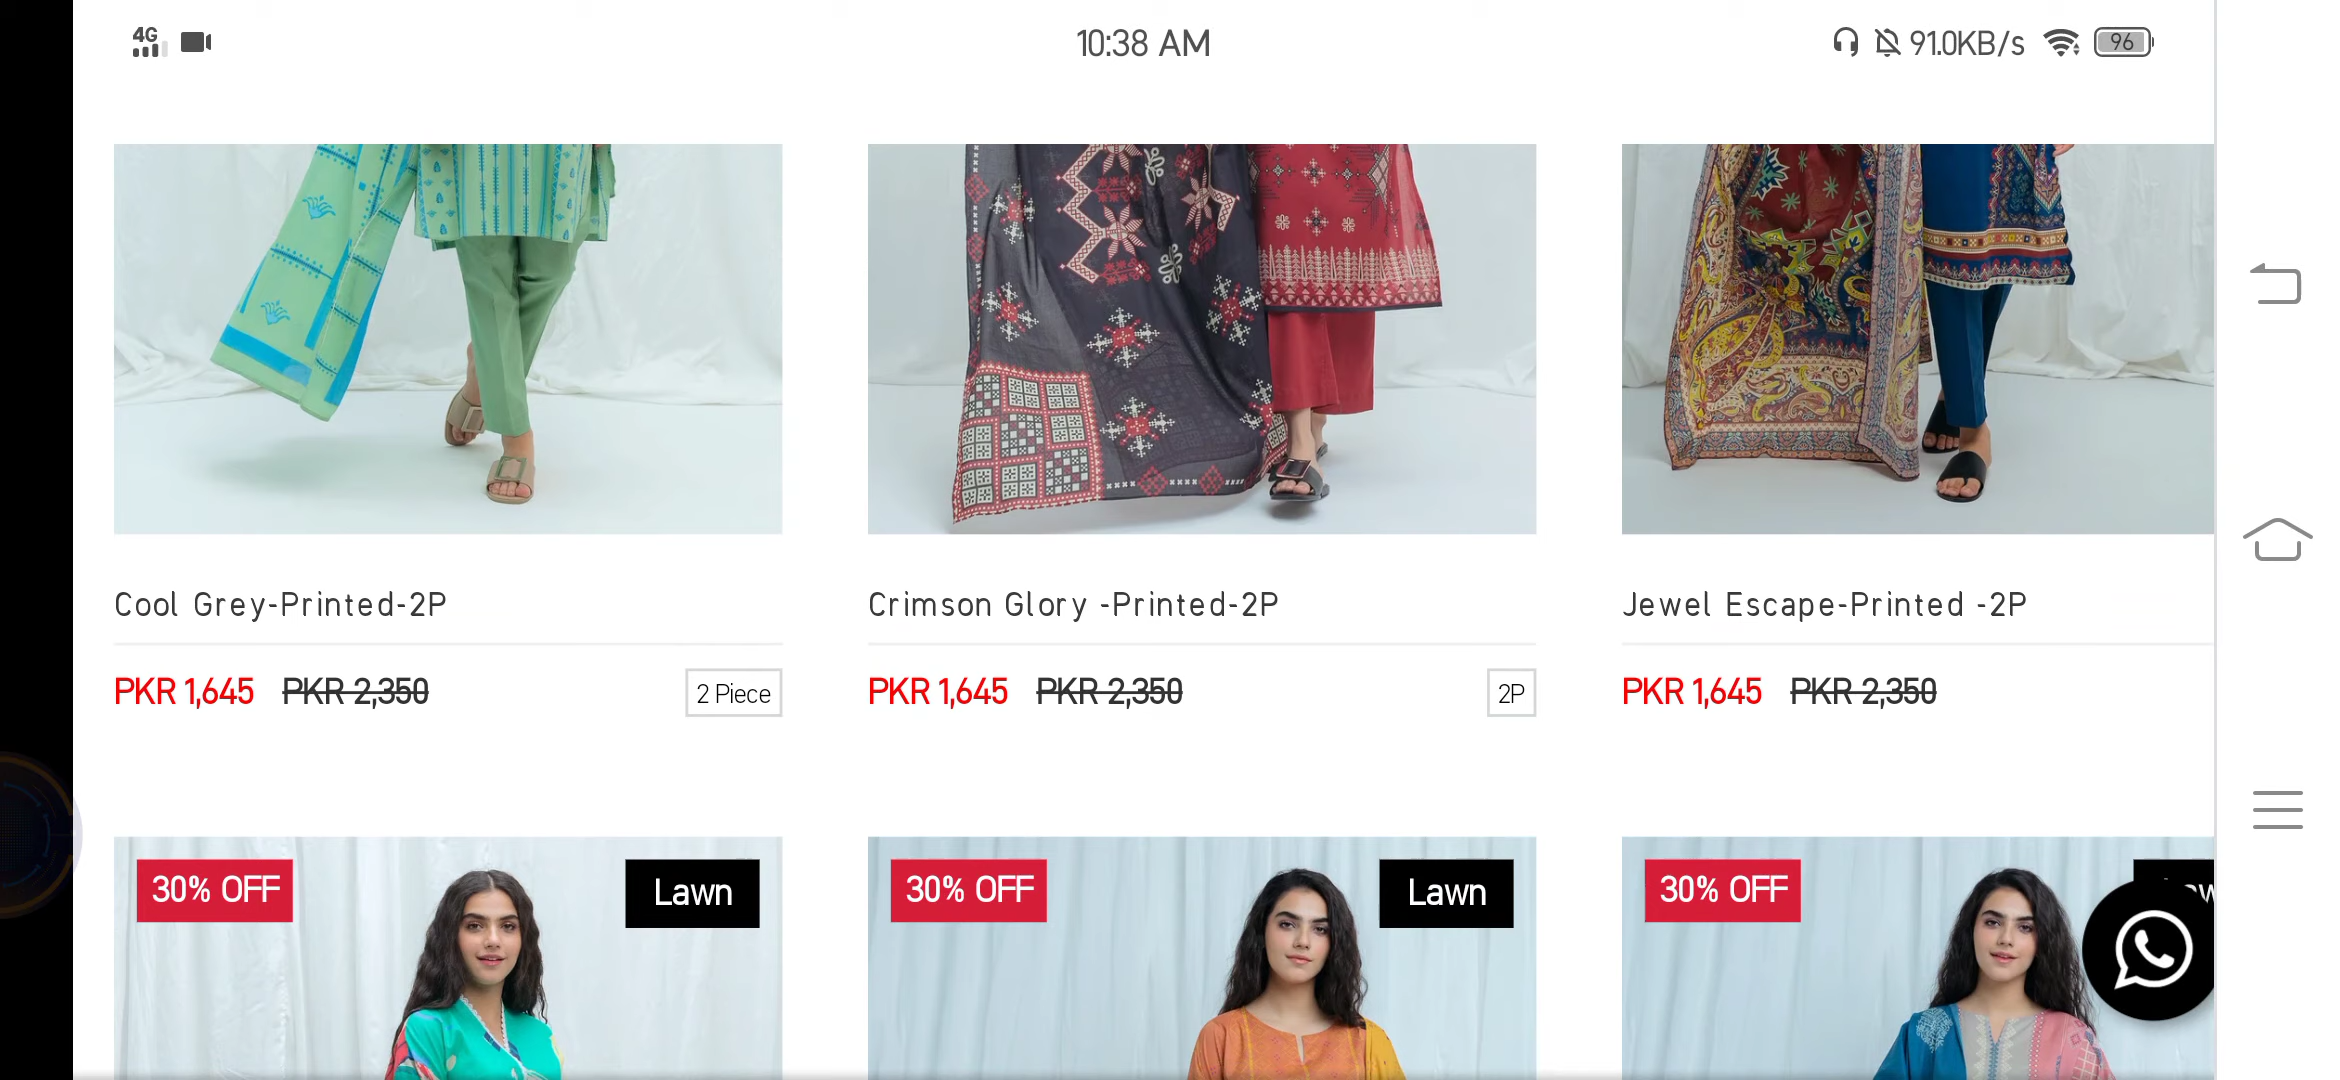 4G
10:38 AM
91.0KB/s
96
Cool Grey-Printed-2P
Crimson Glory -Printed-2P
Jewel Escape-Printed -2P
PKR 1,645 PKR 2,350 2 Piece
PKR 1,645 PKR 2,350 2P
PKR 1,645 PKR 2,350
30% OFF Lawn
30% OFF Lawn
30% OFF